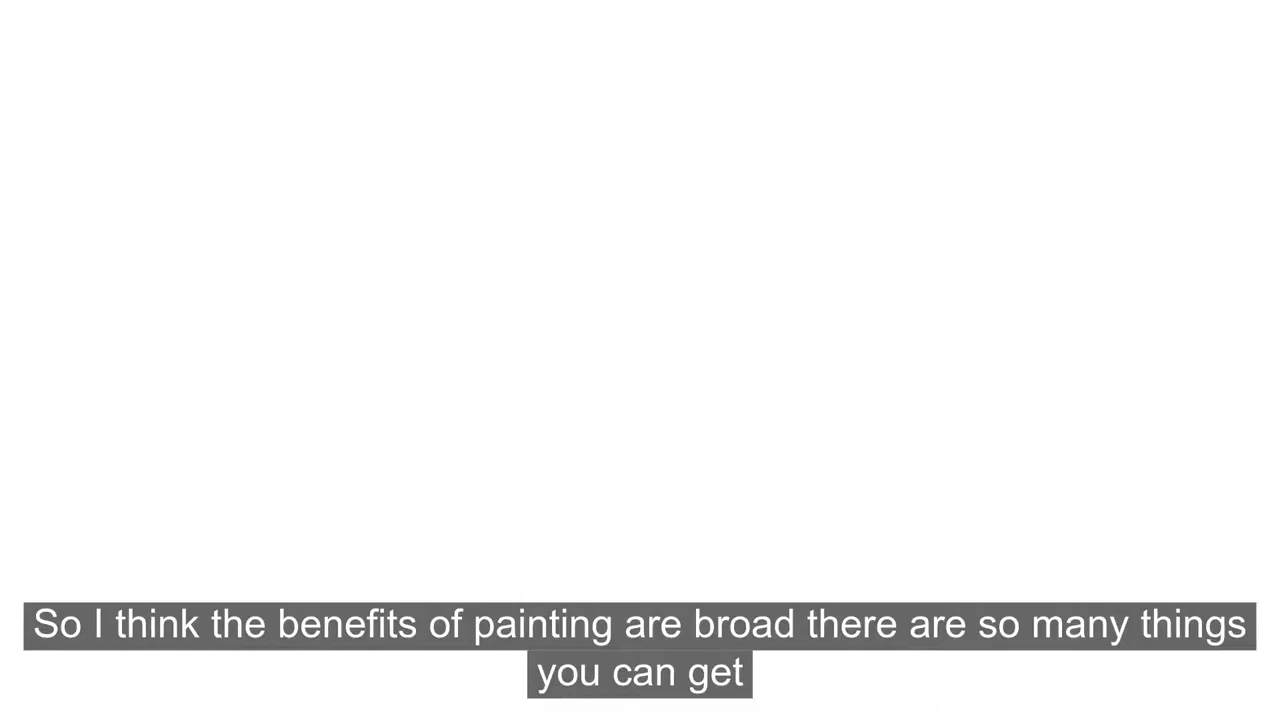 So I think the benefits of painting are broad there are so many things
you can get